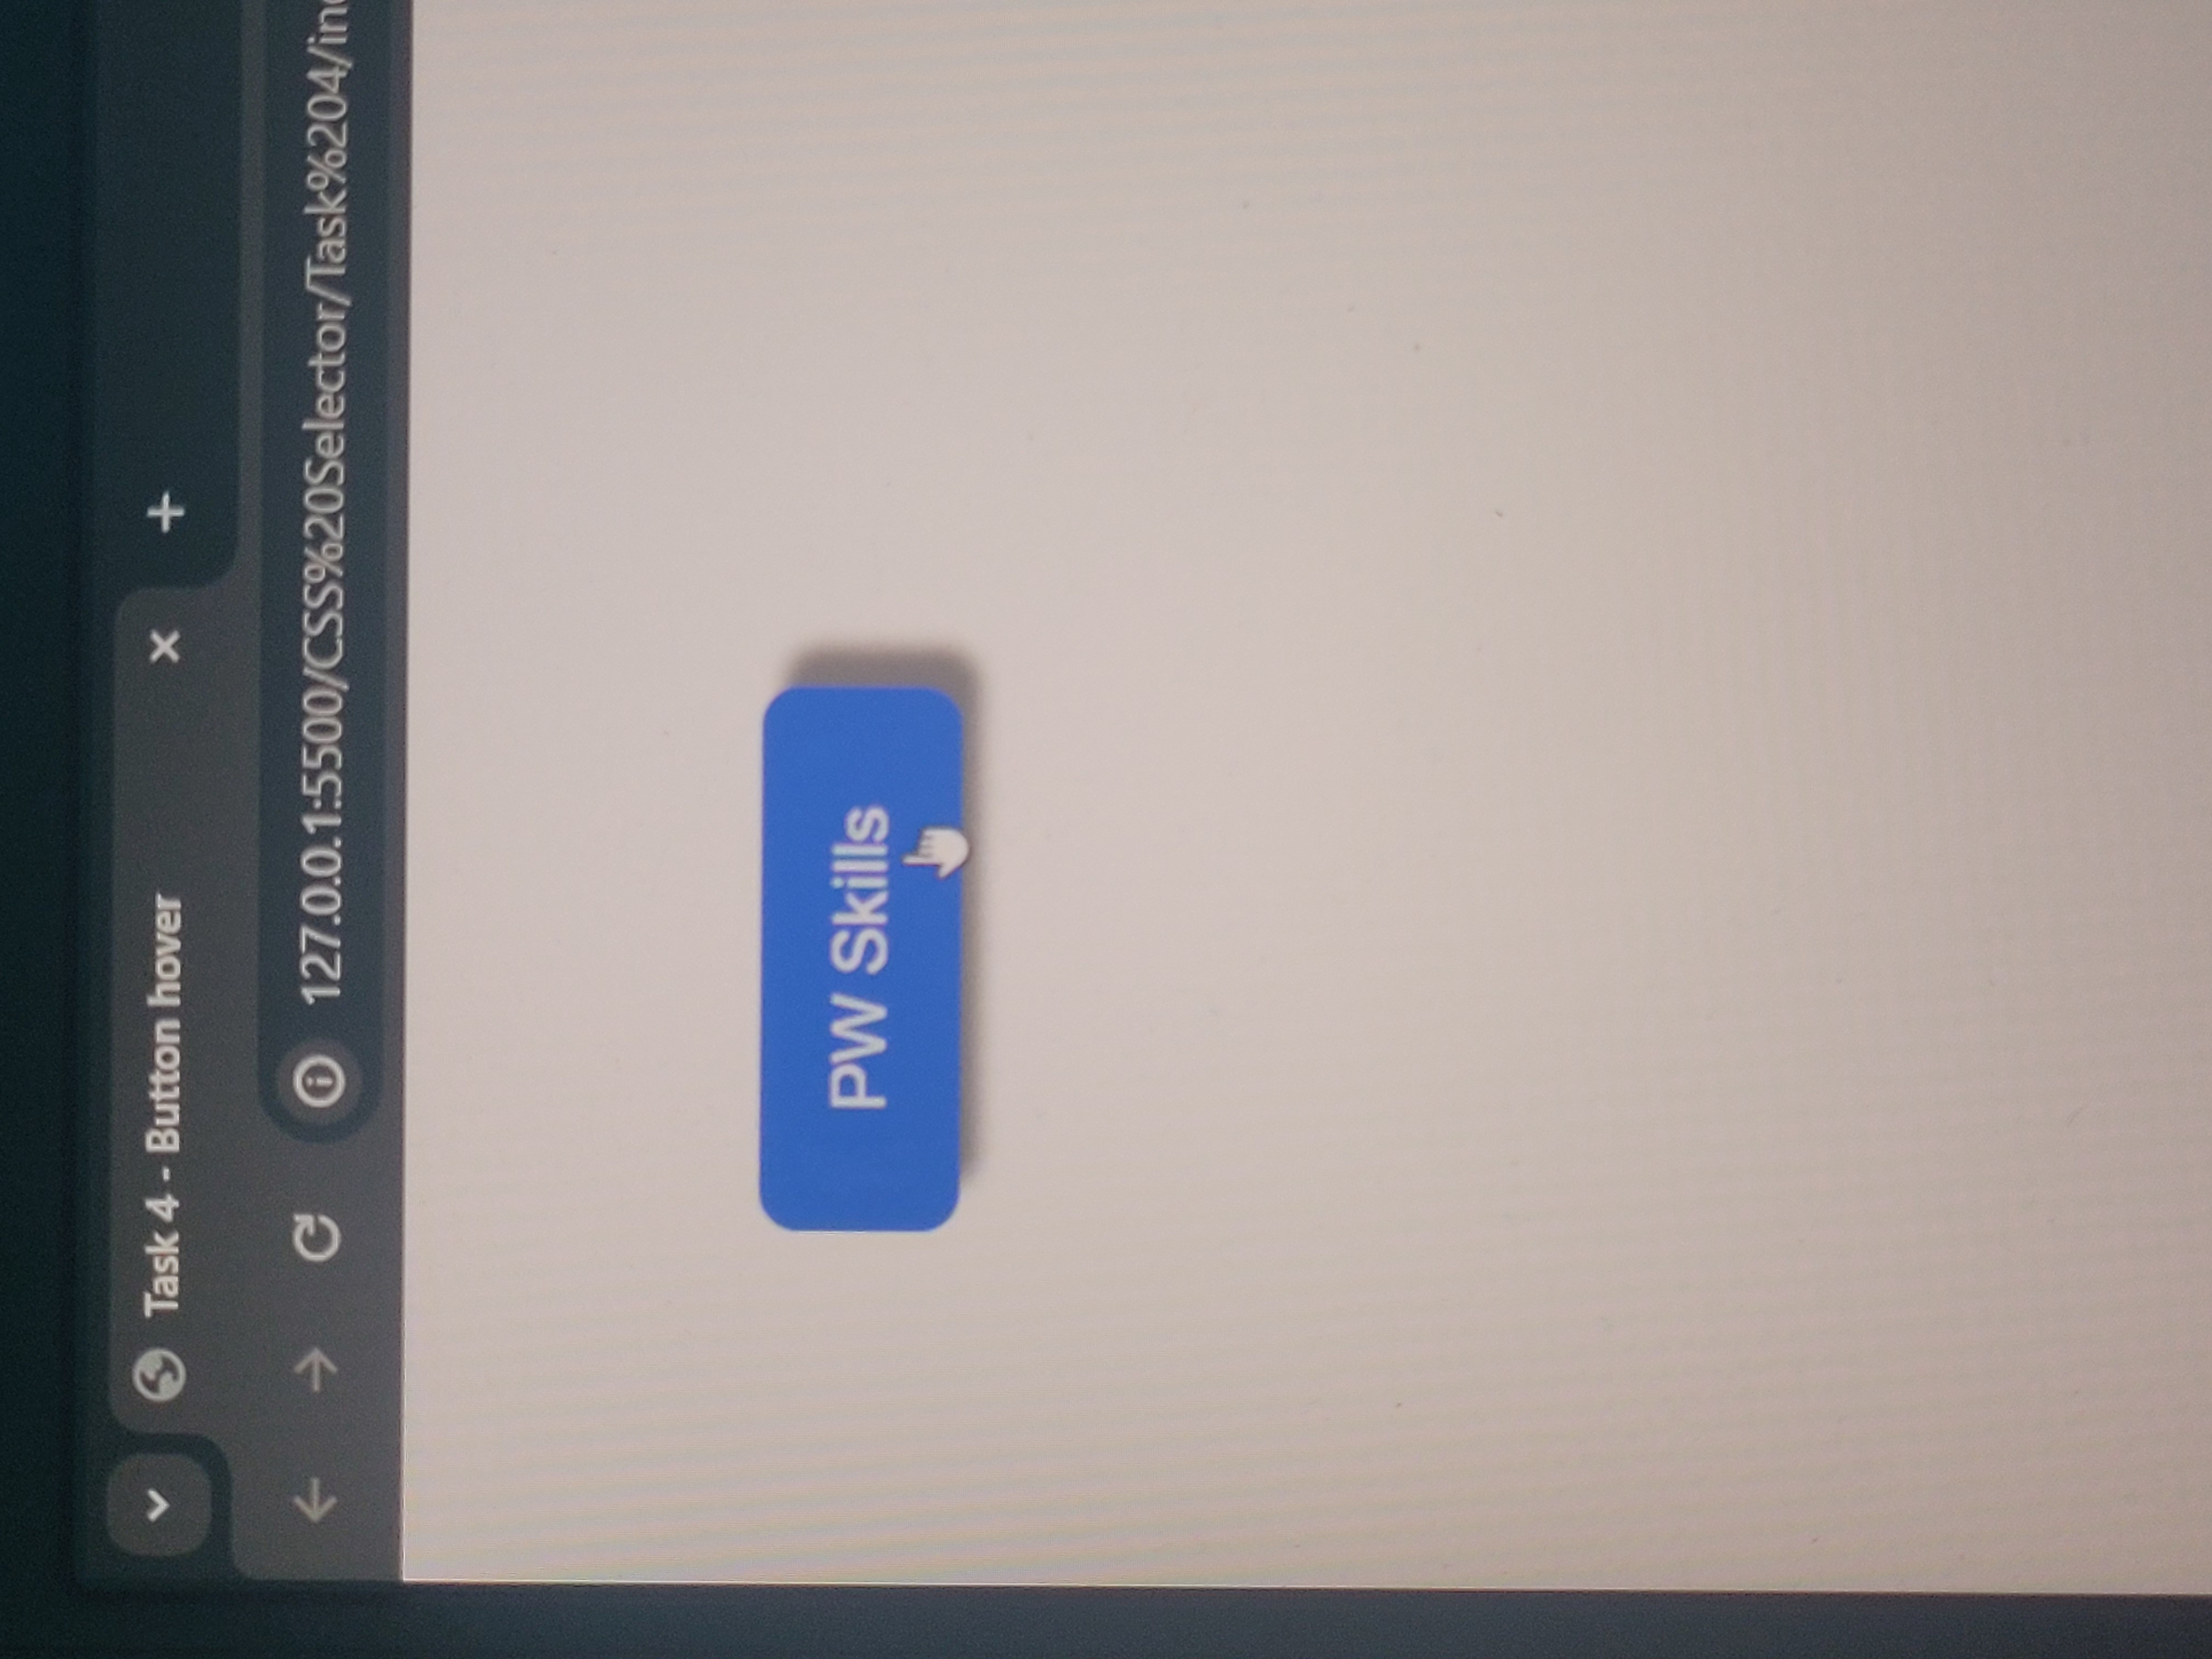 Task 4 - Button hover
127.0.0.1:5500/CSS%20Selector/Task%204/in
PW Skills